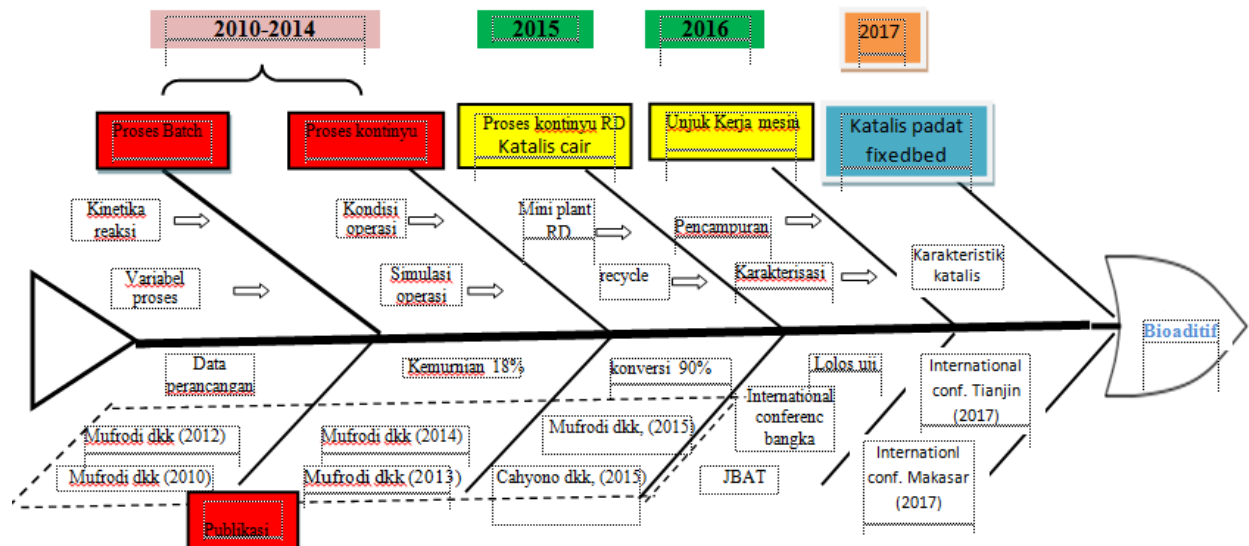 2010-2014
2015
2016
2017
Proses Batch
Proses kontinyu
Proses kontinyu RD
Katalis cair
Unjuk Kerja mesin
Katalis padat
fixedbed
Kinetika
reaksi
Kondisi
operasi
Mini plant
RD
Pencampuran
Variabel
proses
Simulasi
operasi
recycle
Karakterisasi
Karakteristik
katalis
Bioaditif
Data
perancangan
Kemurnian 18%
konversi 90%
Lolos uji
International
conf. Tianjin
(2017)
International
conferenc
bangka
Mufrodi dkk (2012)
Mufrodi dkk (2014)
Mufrodi dkk, (2015)
Mufrodi dkk (2010)
Mufrodi dkk (2013)
Cahyono dkk, (2015)
JBAT
Internationl
conf. Makasar
(2017)
Publikasi